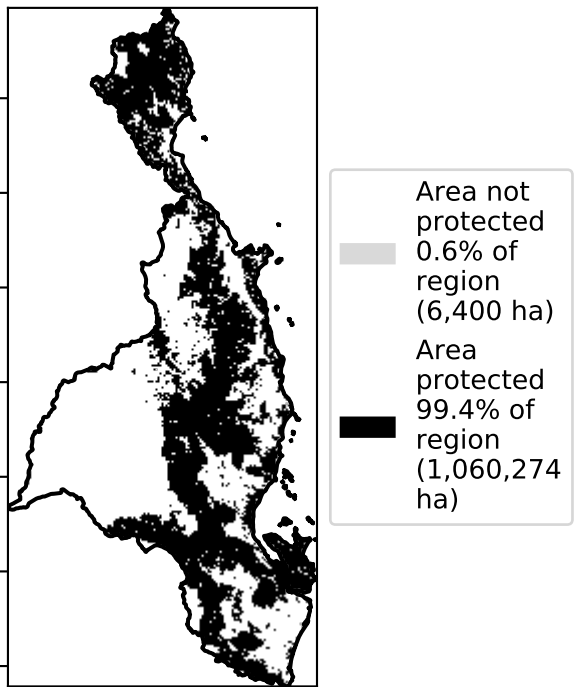 Area not
protected
0.6% of
region
(6,400 ha)
Area
protected
99.4% of
region
(1,060,274
ha)